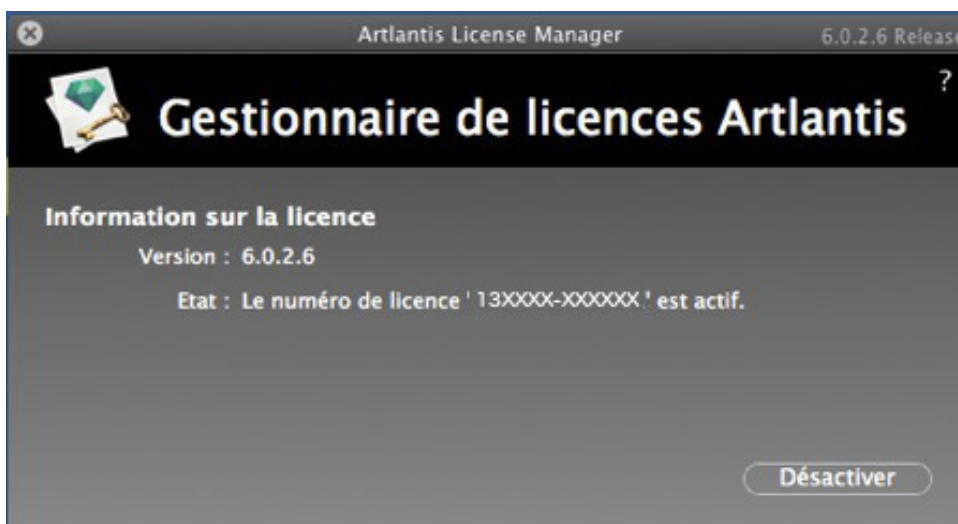 Artlantis License Manager 6.0.2.6 Release
?
Gestionnaire de licences Artlantis
Information sur la licence
Version : 6.0.2.6
Etat : Le numéro de licence ' 13XXXX-XXXXXX ' est actif.
Désactiver